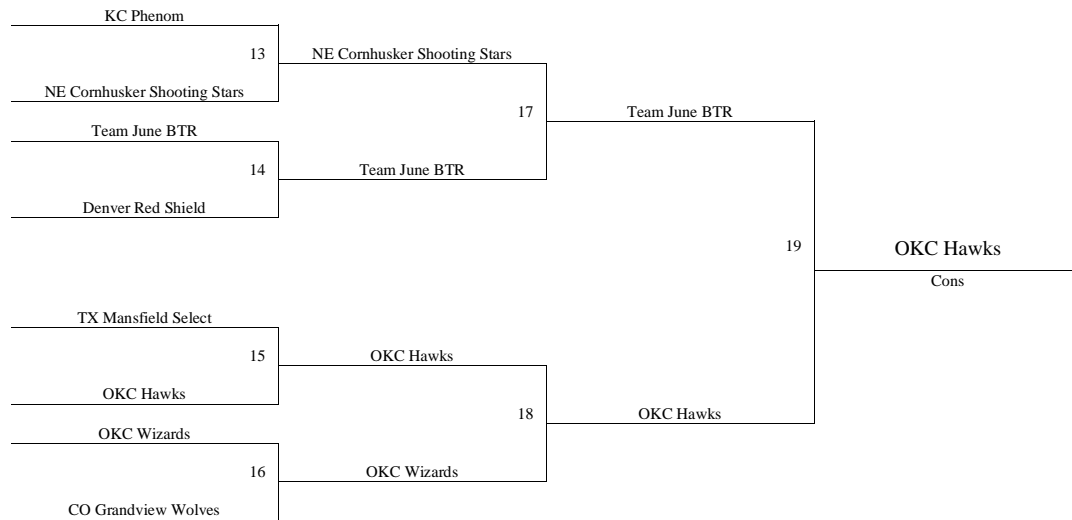 KC Phenom
13
NE Cornhusker Shooting Stars
NE Cornhusker Shooting Stars
17
Team June BTR
Team June BTR
14
Team June BTR
Denver Red Shield
19
OKC Hawks
Cons
TX Mansfield Select
15
OKC Hawks
OKC Hawks
18
OKC Hawks
OKC Wizards
16
OKC Wizards
CO Grandview Wolves